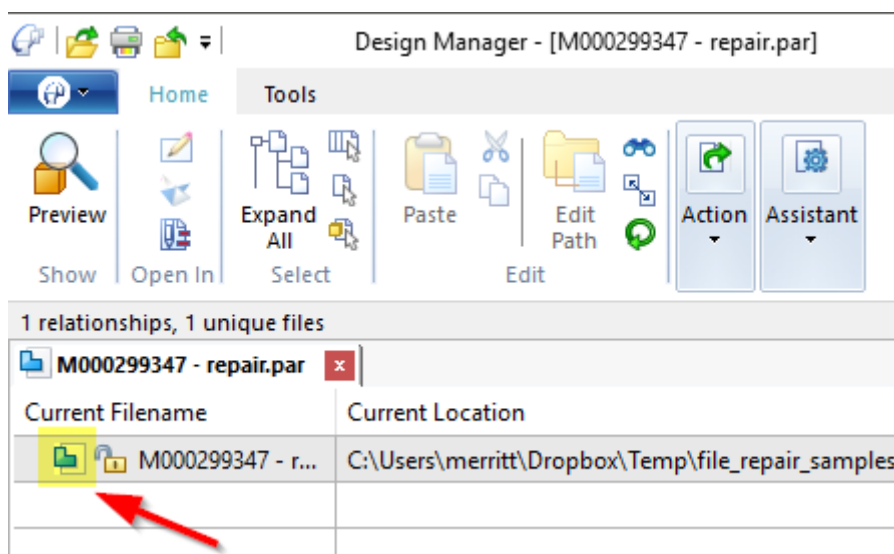 Design Manager - [M000299347 - repair.par]
Home Tools
Preview
Expand All
Paste
Edit Path
Action
Assistant
Show
Open In
Select
Edit
1 relationships, 1 unique files
M000299347 - repair.par x
Current Filename Current Location
M000299347 - r... C:\Users\merritt\Dropbox\Temp\file_repair_samples